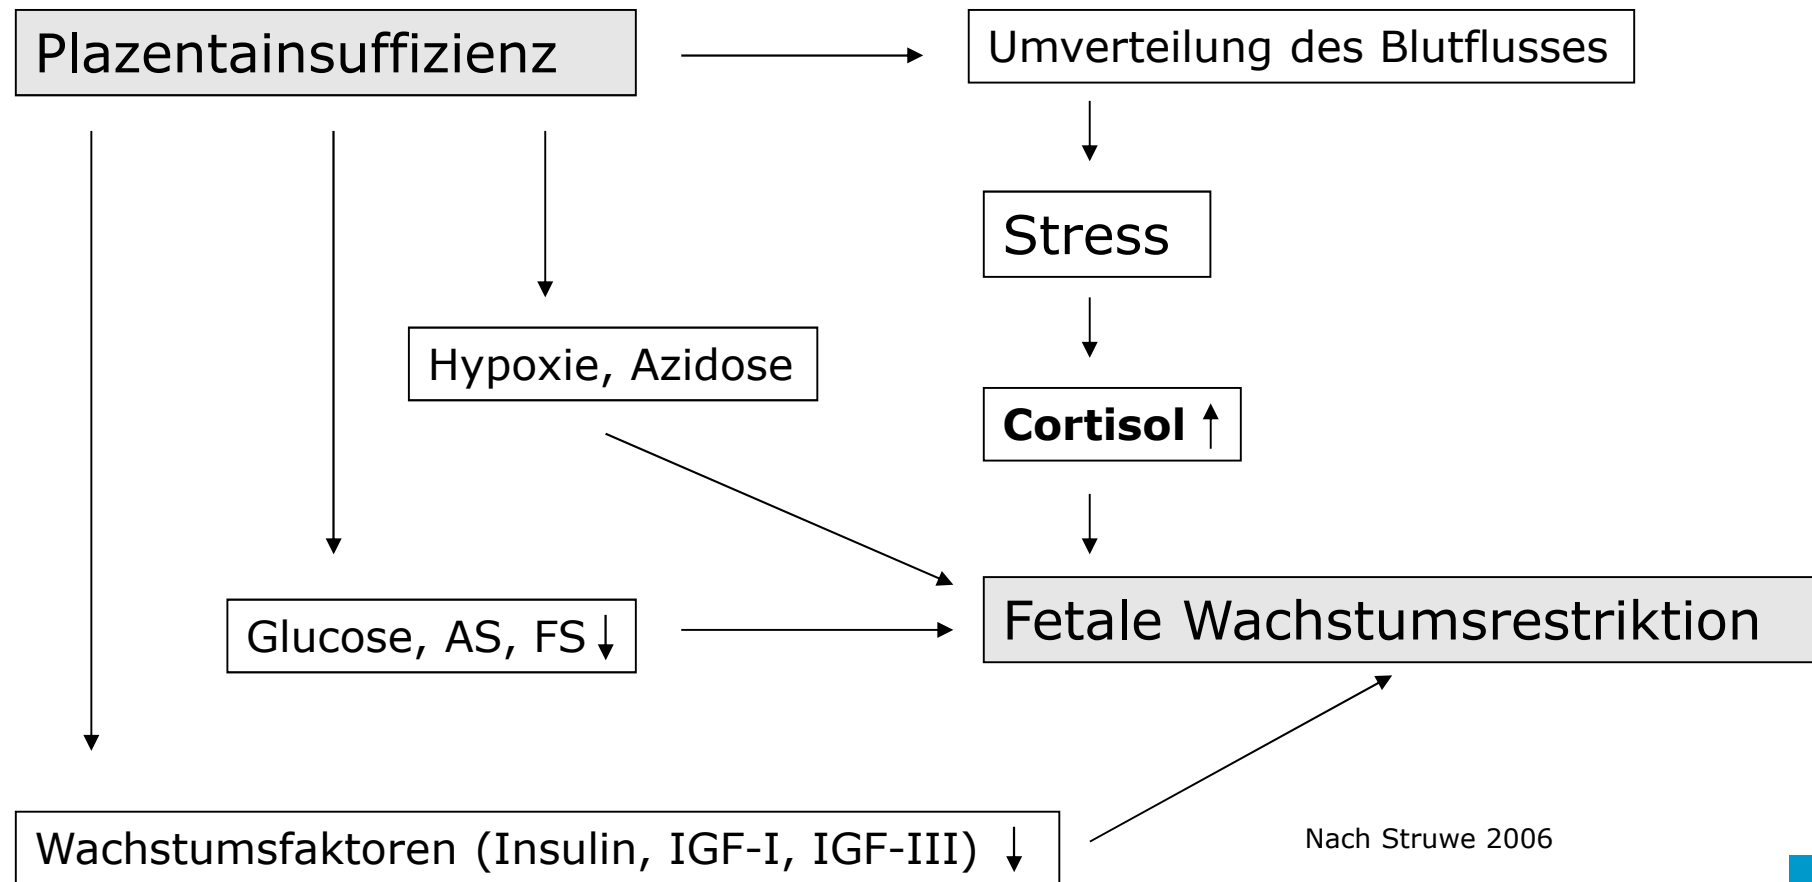 Plazentainsuffizienz
Umverteilung des Blutflusses
Stress
Hypoxie, Azidose
Cortisol ↑
Glucose, AS, FS ↓
Fetale Wachstumsrestriktion
Wachstumsfaktoren (Insulin, IGF-I, IGF-III) ↓
Nach Struwe 2006